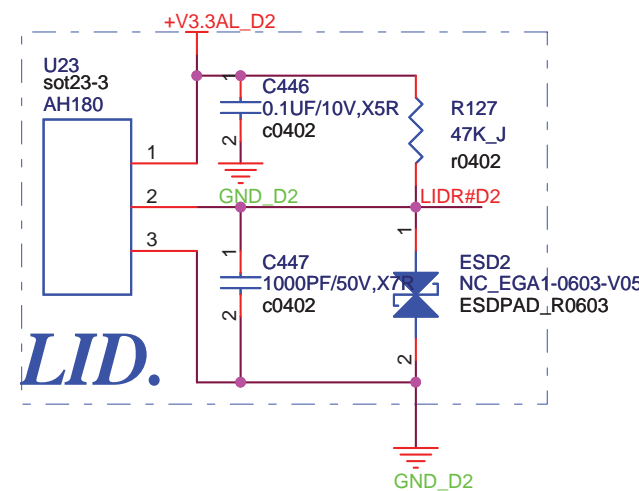 +V3.3AL_D2
U23
sot23-3
AH180
1
2
3
1
C446
0.1UF/10V,X5R
2
c0402
GND_D2
R127
47K_J
r0402
LIDR#D2
1
C447
1000PF/50V,X7R
2
c0402
1
ESD2
NC_EGA1-0603-V05
ESDPAD_R0603
2
LID.
GND_D2